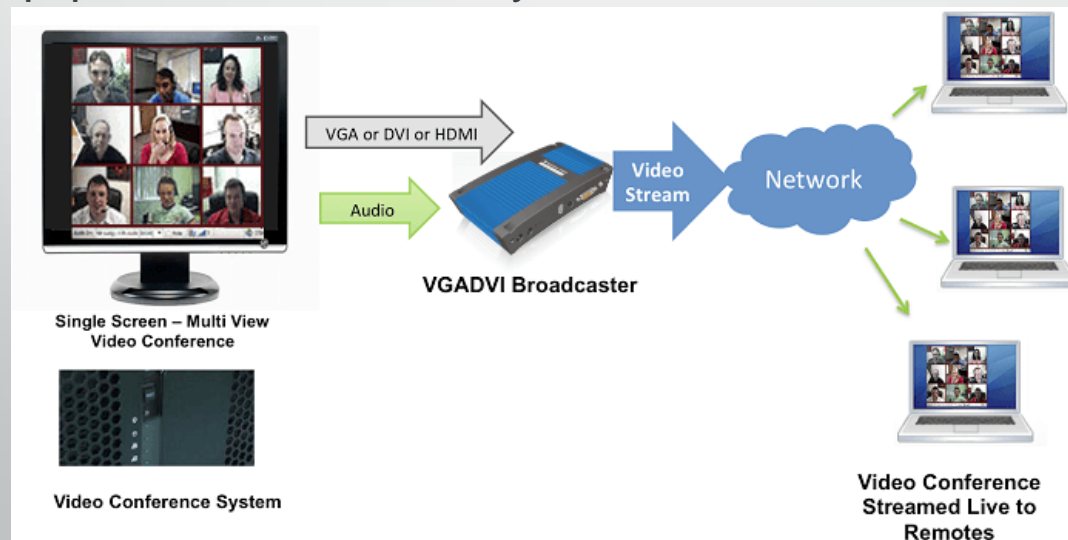 VGA or DVI or HDMI
Audio
Video
Stream
Network
VGADVI Broadcaster
Single Screen – Multi View
Video Conference
Video Conference System
Video Conference
Streamed Live to
Remotes